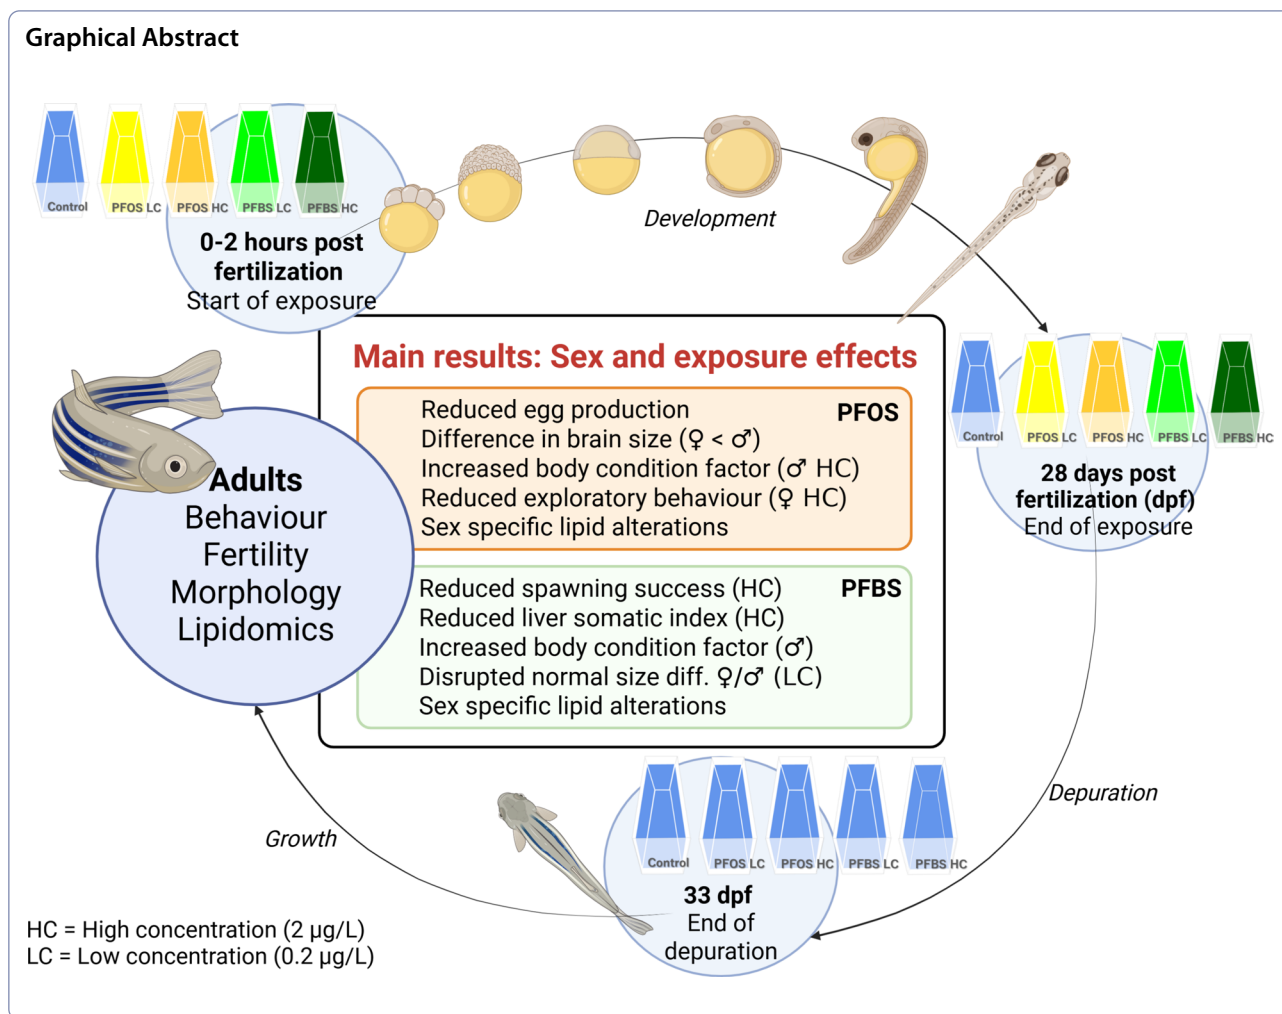 Graphical Abstract
Control
PFOS LC
PFOS HC
PFBS LC
PFBS HC
0-2 hours post
fertilization
Start of exposure
Development
Main results: Sex and exposure effects
PFOS
Reduced egg production
Difference in brain size (♀ < ♂)
Increased body condition factor (♂ HC)
Reduced exploratory behaviour (♀ HC)
Sex specific lipid alterations
PFBS
Reduced spawning success (HC)
Reduced liver somatic index (HC)
Increased body condition factor (♂)
Disrupted normal size diff. ♀/♂ (LC)
Sex specific lipid alterations
Control
PFOS LC
PFOS HC
PFBS LC
PFBS HC
28 days post
fertilization (dpf)
End of exposure
Adults
Behaviour
Fertility
Morphology
Lipidomics
Depuration
Control
PFOS LC
PFOS HC
PFBS LC
PFBS HC
33 dpf
End of
depuration
Growth
HC = High concentration (2 µg/L)
LC = Low concentration (0.2 µg/L)